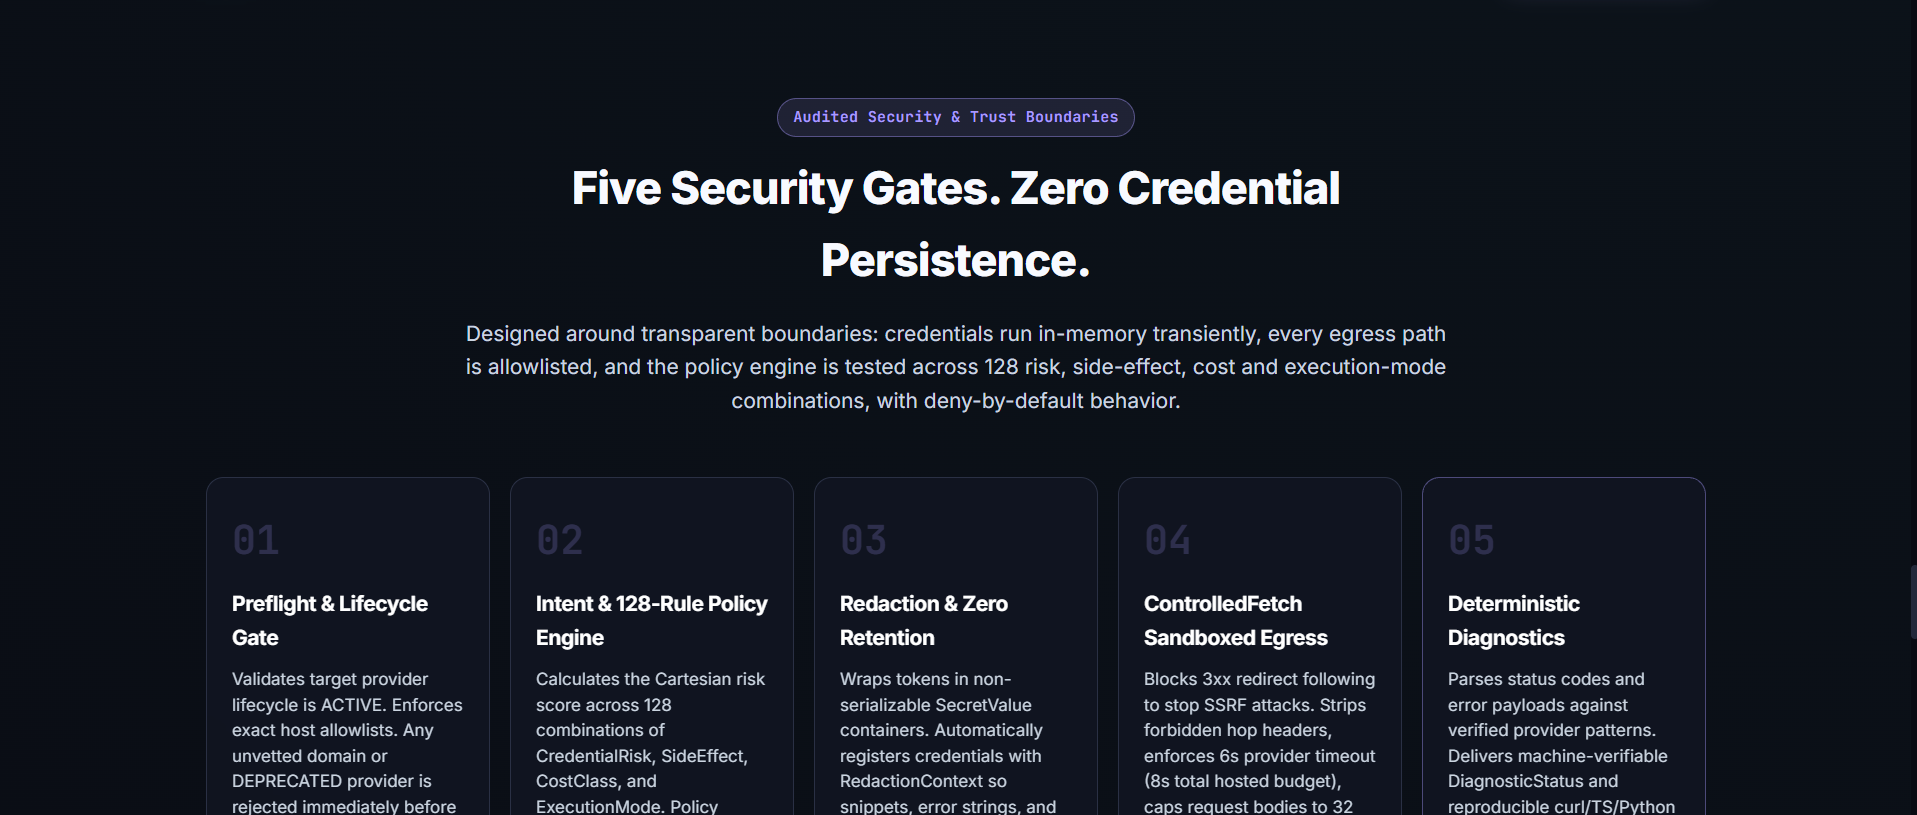 Audited Security & Trust Boundaries
Five Security Gates. Zero Credential
Persistence.
Designed around transparent boundaries: credentials run in-memory transiently, every egress path
is allowlisted, and the policy engine is tested across 128 risk, side-effect, cost and execution-mode
combinations, with deny-by-default behavior.
01
Preflight & Lifecycle
Gate
Validates target provider
lifecycle is ACTIVE. Enforces
exact host allowlists. Any
unvetted domain or
DEPRECATED provider is
rejected immediately before
02
Intent & 128-Rule Policy
Engine
Calculates the Cartesian risk
score across 128
combinations of
CredentialRisk, SideEffect,
CostClass, and
ExecutionMode. Policy
03
Redaction & Zero
Retention
Wraps tokens in non-
serializable SecretValue
containers. Automatically
registers credentials with
RedactionContext so
snippets, error strings, and
04
ControlledFetch
Sandboxed Egress
Blocks 3xx redirect following
to stop SSRF attacks. Strips
forbidden hop headers,
enforces 6s provider timeout
(8s total hosted budget),
caps request bodies to 32
05
Deterministic
Diagnostics
Parses status codes and
error payloads against
verified provider patterns.
Delivers machine-verifiable
DiagnosticStatus and
reproducible curl/TS/Python